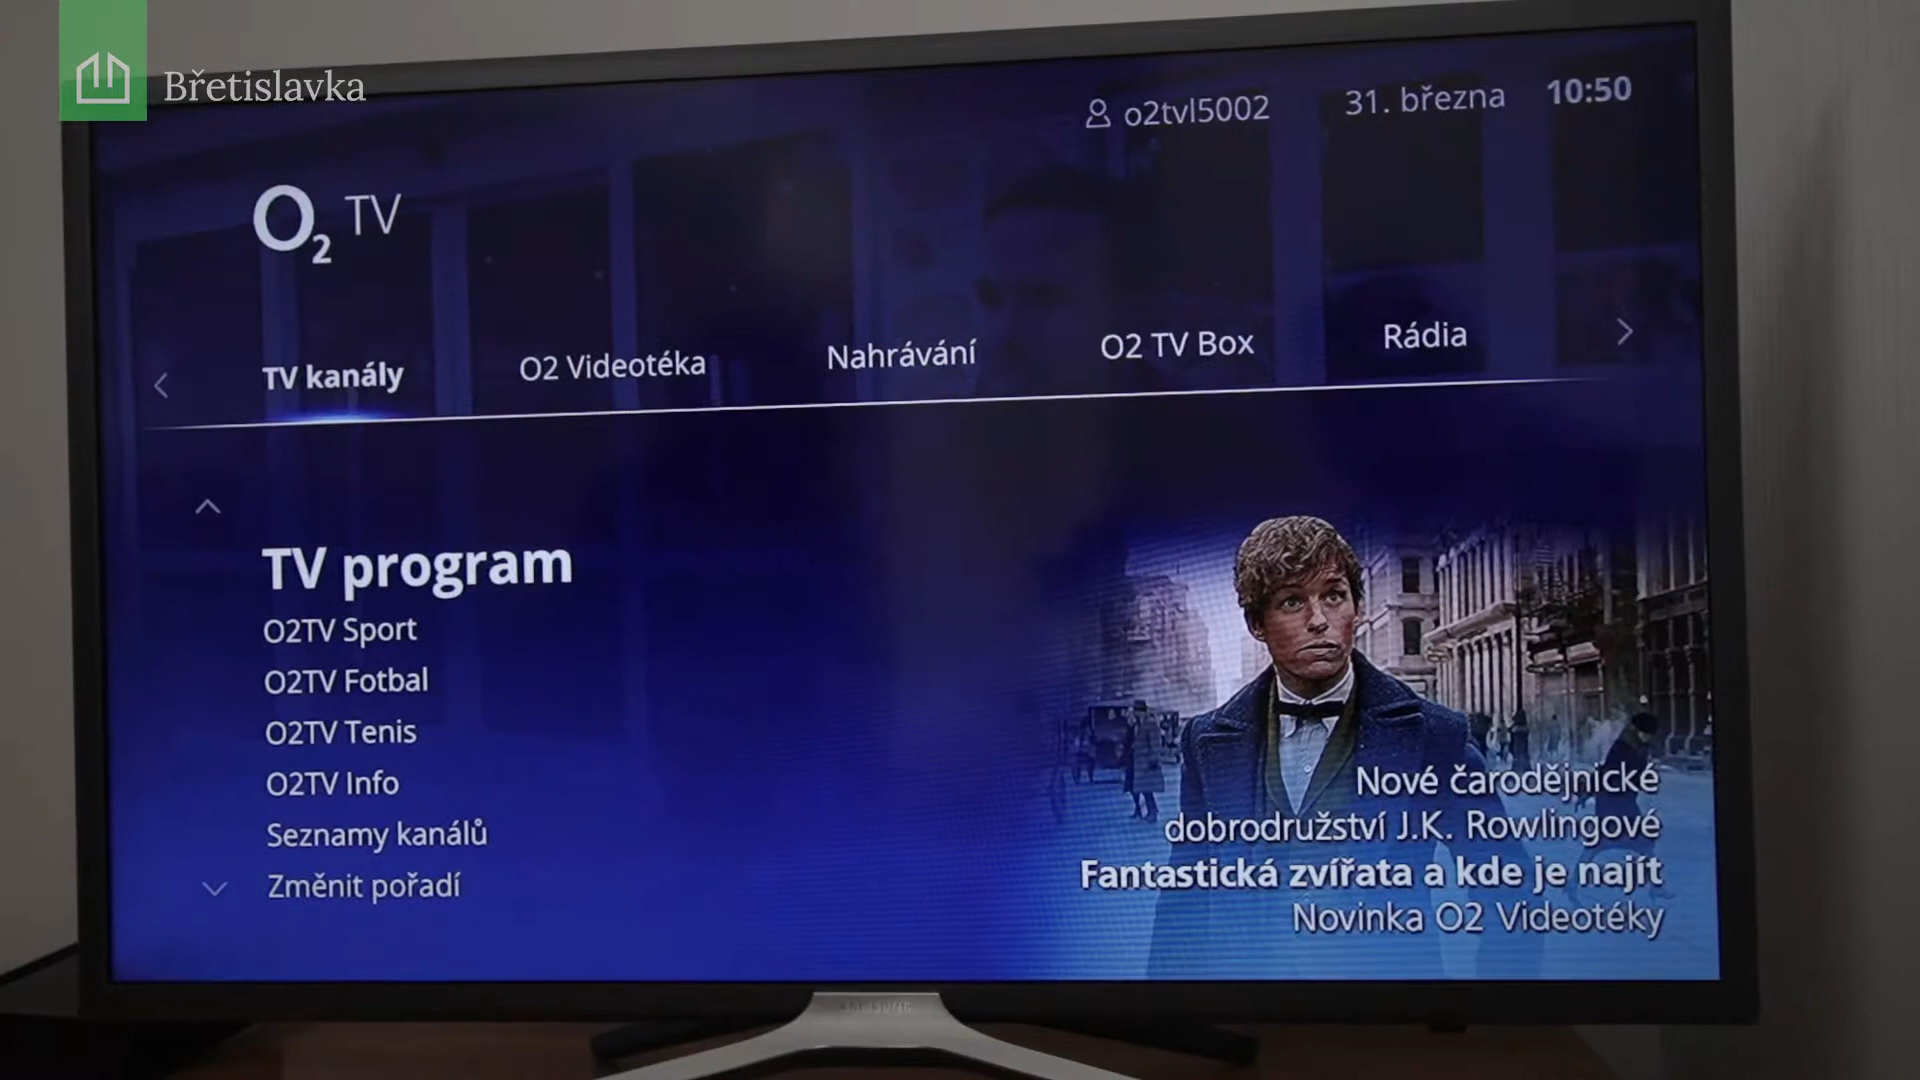 Břetislavka
o2tvl5002 31. března 10:50
O2 TV
TV kanály O2 Videotéka Nahrávání O2 TV Box Rádia
TV program
O2TV Sport
O2TV Fotbal
O2TV Tenis
O2TV Info
Seznamy kanálů
Změnit pořadí
Nové čarodějnické
dobrodružství J.K. Rowlingové
Fantastická zvířata a kde je najít
Novinka O2 Videotéky
SAMSUNG